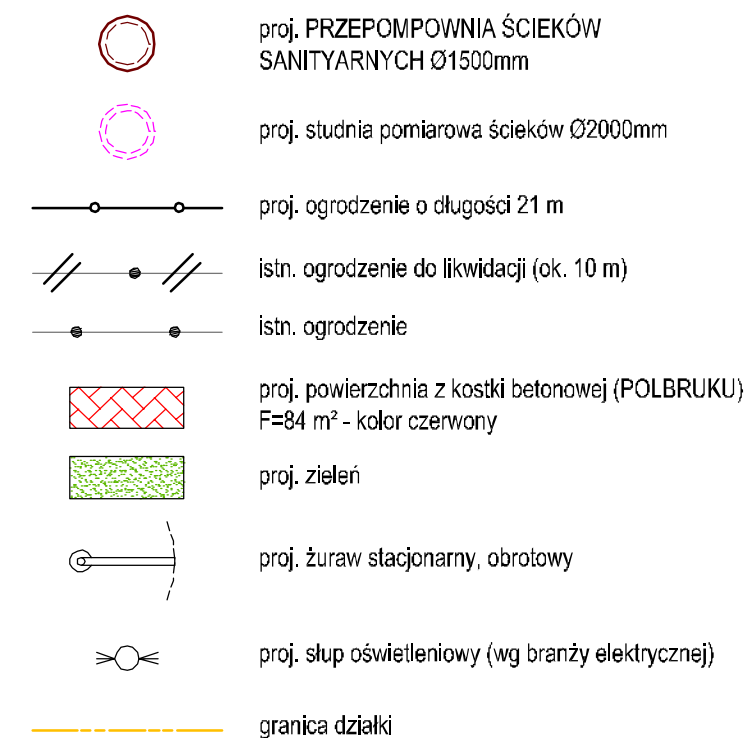 proj. PRZEPOMPOWNIA ŚCIEKÓW
SANITYARNYCH Ø1500mm
proj. studnia pomiarowa ścieków Ø2000mm
proj. ogrodzenie o długości 21 m
istn. ogrodzenie do likwidacji (ok. 10 m)
istn. ogrodzenie
proj. powierzchnia z kostki betonowej (POLBRUKU)
F=84 m² - kolor czerwony
proj. zieleń
proj. żuraw stacjonarny, obrotowy
proj. słup oświetleniowy (wg branży elektrycznej)
granica działki